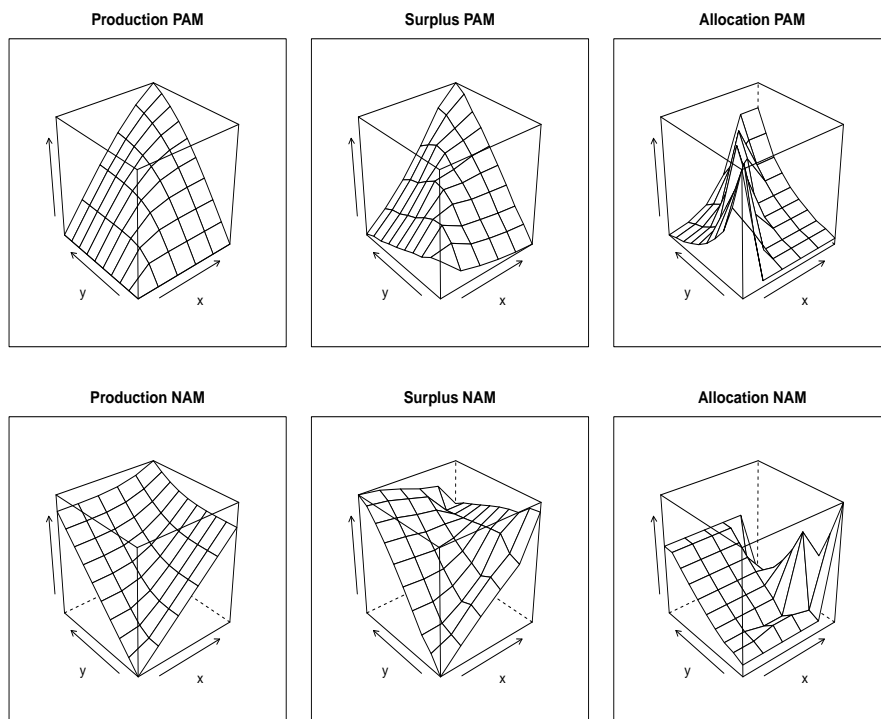 Production PAM
Surplus PAM
Allocation PAM
y
x
y
x
y
x
Production NAM
Surplus NAM
Allocation NAM
y
x
y
x
y
x